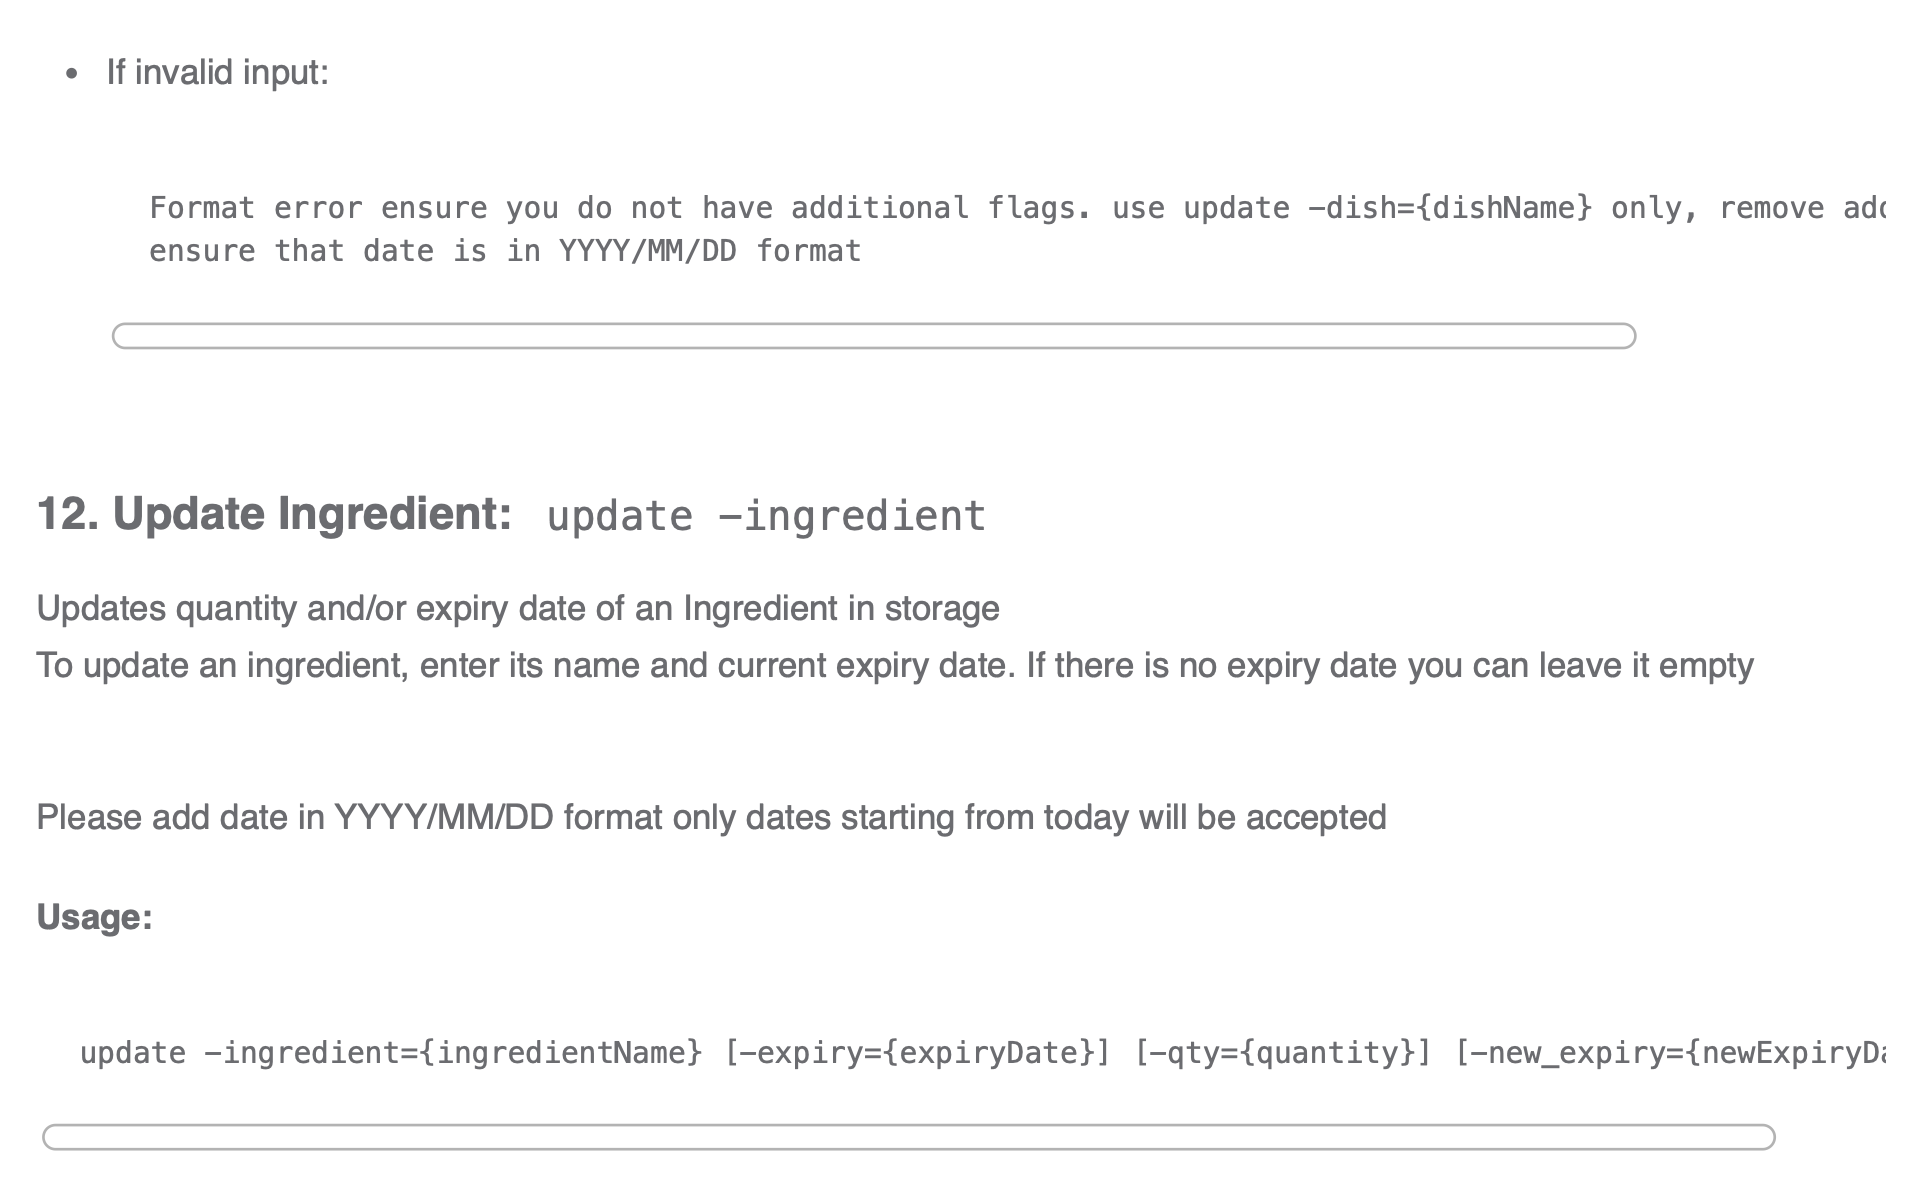 • If invalid input:
Format error ensure you do not have additional flags. use update -dish={dishName} only, remove
ensure that date is in YYYY/MM/DD format
12. Update Ingredient: update -ingredient
Updates quantity and/or expiry date of an Ingredient in storage
To update an ingredient, enter its name and current expiry date. If there is no expiry date you can leave it empty
Please add date in YYYY/MM/DD format only dates starting from today will be accepted
Usage:
update -ingredient={ingredientName} [-expiry={expiryDate}] [-qty={quantity}] [-new_expiry={newExpiryDa